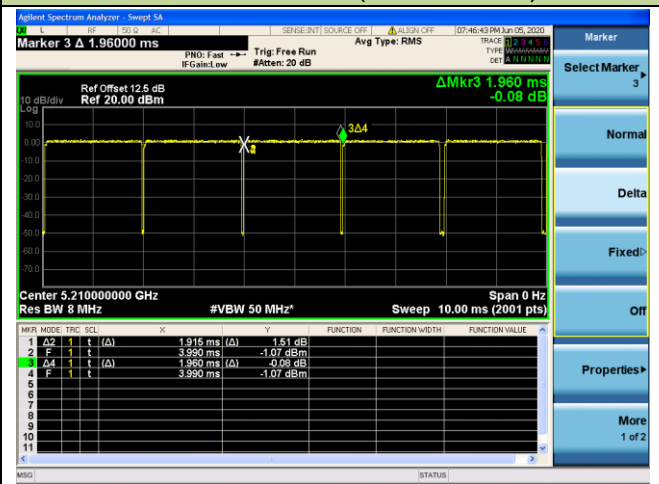 Agilent Spectrum Analyzer - Swept SA
L RF 50 Ω AC SENSE:INT SOURCE OFF ALIGN OFF 07:46:43 PM Jun 05, 2020
Marker 3 Δ 1.96000 ms
PNO: Fast
IFGain:Low
Trig: Free Run
#Atten: 20 dB
Avg Type: RMS
TRACE 1 2 3 4 5 6
TYPE
DET A N N N N N
Ref Offset 12.5 dB
10 dB/div Ref 20.00 dBm
Log
ΔMkr3 1.960 ms
-0.08 dB
10.0
0.00
-10.0
-20.0
-30.0
-40.0
-50.0
-60.0
-70.0
3Δ4
Center 5.210000000 GHz
Span 0 Hz
Res BW 8 MHz #VBW 50 MHz* Sweep 10.00 ms (2001 pts)
MKR MODE TRC SCL X Y FUNCTION FUNCTION WIDTH FUNCTION VALUE
1 Δ2 1 t (Δ) 1.915 ms (Δ) 1.51 dB
2 F 1 t 3.990 ms -1.07 dBm
3 Δ4 1 t (Δ) 1.960 ms (Δ) -0.08 dB
4 F 1 t 3.990 ms -1.07 dBm
5
6
7
8
9
10
11
MSG
STATUS
Marker
Select Marker
3
Normal
Delta
Fixed
Off
Properties
More
1 of 2